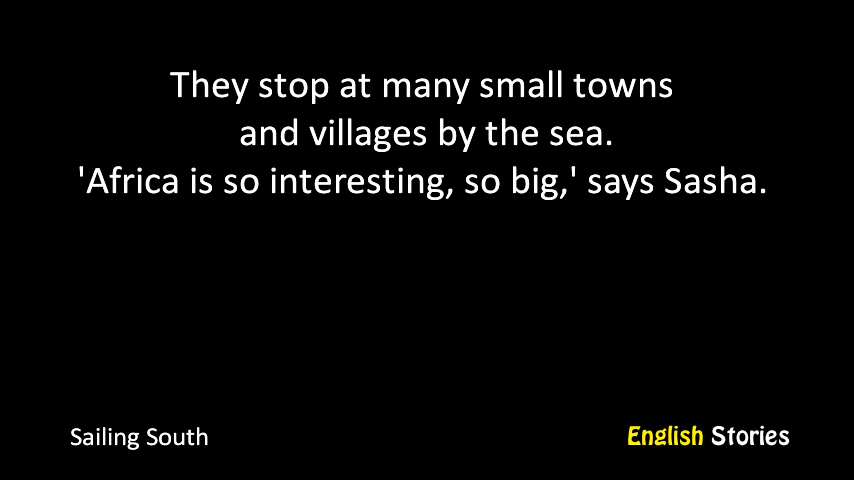 They stop at many small towns
and villages by the sea.
'Africa is so interesting, so big,' says Sasha.
Sailing South
English Stories